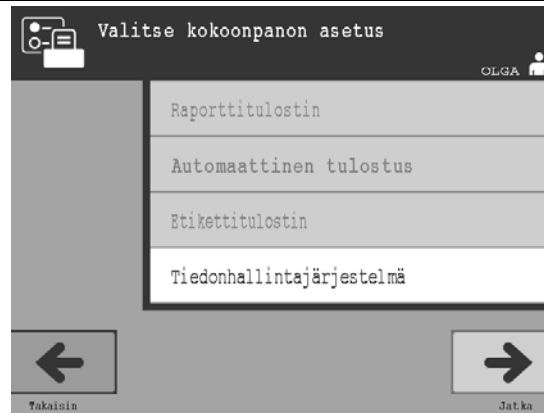 Valitse kokoonpanon asetus
OLGA
Raporttitulostin
Automaattinen tulostus
Etikettitulostin
Tiedonhallintajärjestelmä
Takaisin
Jatka